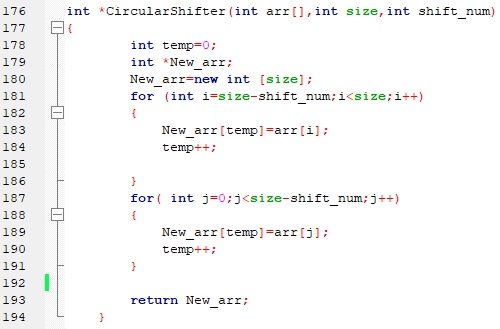 176 int *CircularShifter(int arr[],int size,int shift_num)
177 {
178 int temp=0;
179 int *New_arr;
180 New_arr=new int [size];
181 for (int i=size-shift_num;i<size;i++)
182 {
183 New_arr[temp]=arr[i];
184 temp++;
185
186 }
187 for( int j=0;j<size-shift_num;j++)
188 {
189 New_arr[temp]=arr[j];
190 temp++;
191 }
192
193 return New_arr;
194 }